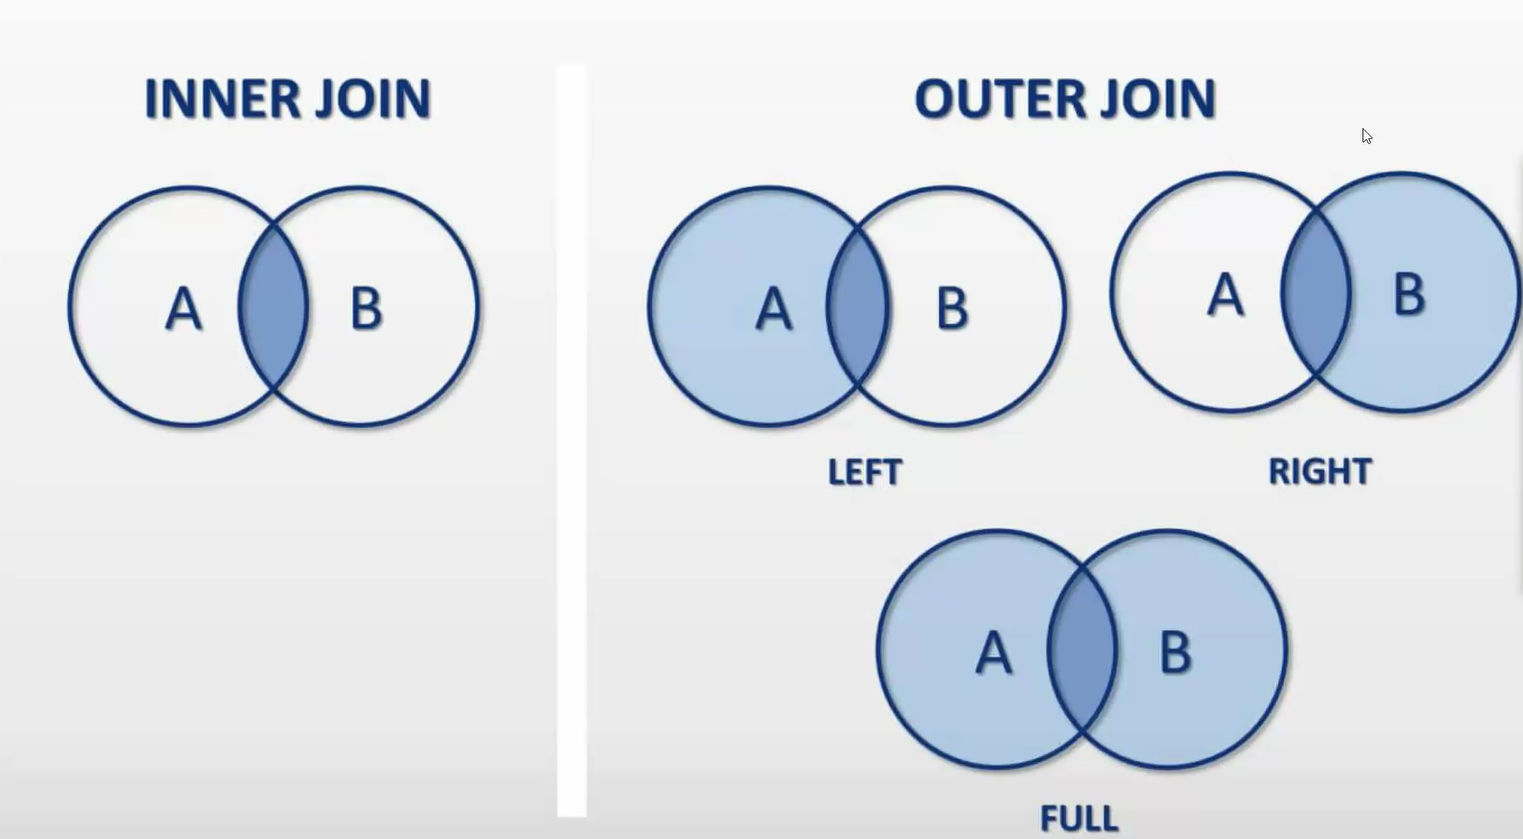 INNER JOIN
A B
OUTER JOIN
A B
A B
LEFT
RIGHT
A B
FULL